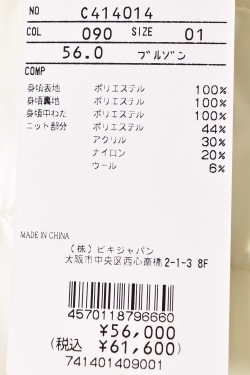 NO C414014
COL 090 SIZE 01
56.0 ブルゾン
COMP
身頃表地 ポリエステル 100%
身頃裏地 ポリエステル 100%
身頃中わた ポリエステル 100%
ニット部分 ポリエステル 44%
アクリル 30%
ナイロン 20%
ウール 6%
MADE IN CHINA
(株)ビキジャパン
大阪市中央区西心斎橋2-1-3 8F
4570118796660
¥56,000
(税込 ¥61,600)
741401409001